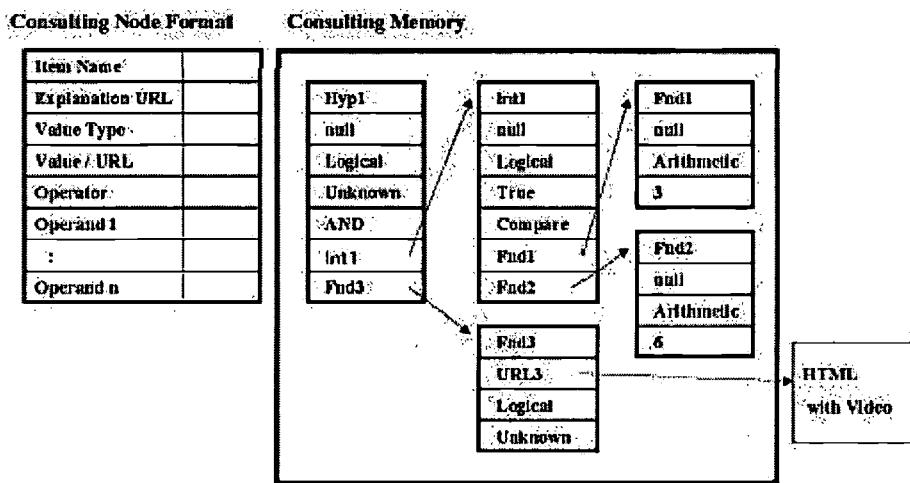 Consulting Node Format
Consulting Memory
Item Name
Explanation URL
Value Type
Value / URL
Operator
Operand 1
:
Operand n
Hyp1
null
Logical
Unknown
AND
Int1
Fnd3
Int1
null
Logical
True
Compare
Fnd1
Fnd2
Fnd1
null
Arithmetic
3
Fnd2
null
Arithmetic
6
Fnd3
URL3
Logical
Unknown
HTML
with Video